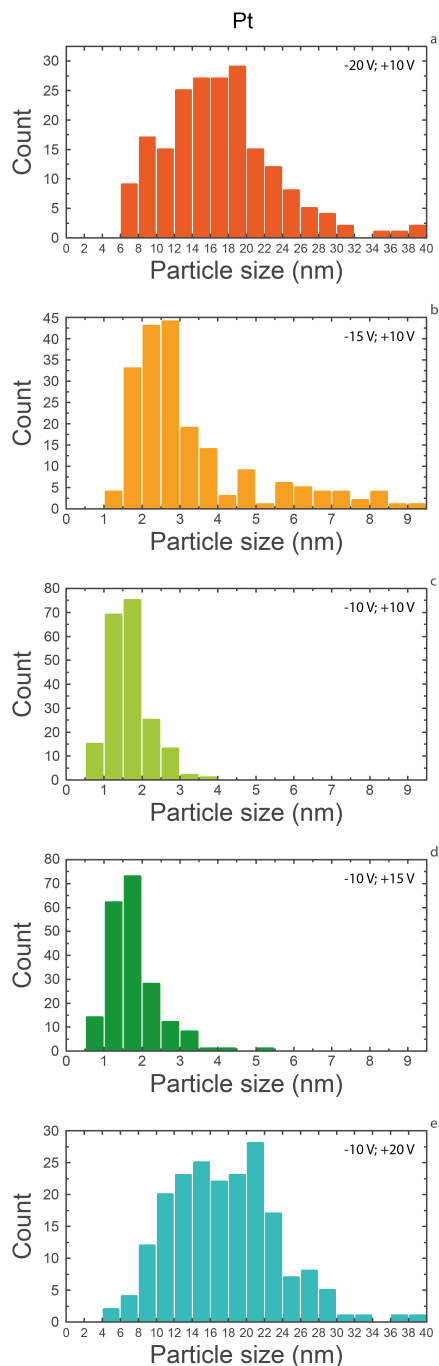 Pt
a
-20 V; +10 V
30
25
20
15
10
5
0
0 2 4 6 8 10 12 14 16 18 20 22 24 26 28 30 32 34 36 38 40
Count
Particle size (nm)
b
-15 V; +10 V
45
40
35
30
25
20
15
10
5
0
0 1 2 3 4 5 6 7 8 9
Count
Particle size (nm)
c
-10 V; +10 V
80
70
60
50
40
30
20
10
0
0 1 2 3 4 5 6 7 8 9
Count
Particle size (nm)
d
-10 V; +15 V
80
70
60
50
40
30
20
10
0
0 1 2 3 4 5 6 7 8 9
Count
Particle size (nm)
e
-10 V; +20 V
30
25
20
15
10
5
0
0 2 4 6 8 10 12 14 16 18 20 22 24 26 28 30 32 34 36 38 40
Count
Particle size (nm)